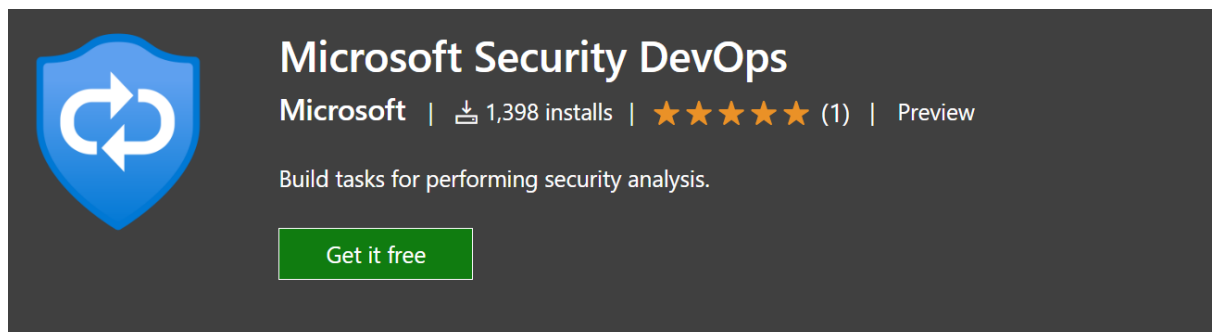 Microsoft Security DevOps
Microsoft | 1,398 installs | (1) | Preview
Build tasks for performing security analysis.
Get it free